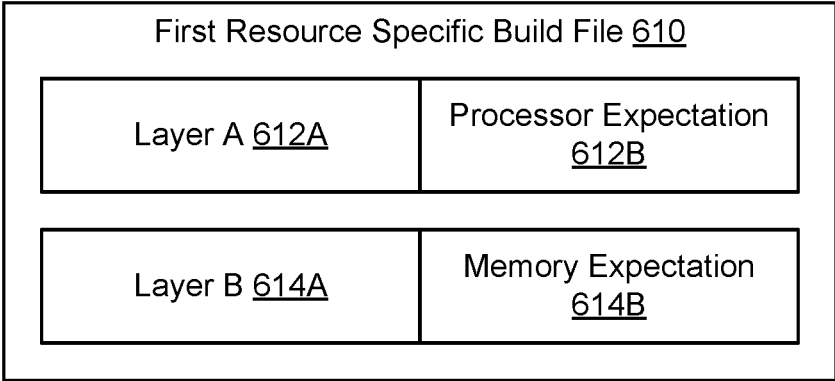 First Resource Specific Build File 610
Layer A 612A
Processor Expectation
612B
Layer B 614A
Memory Expectation
614B